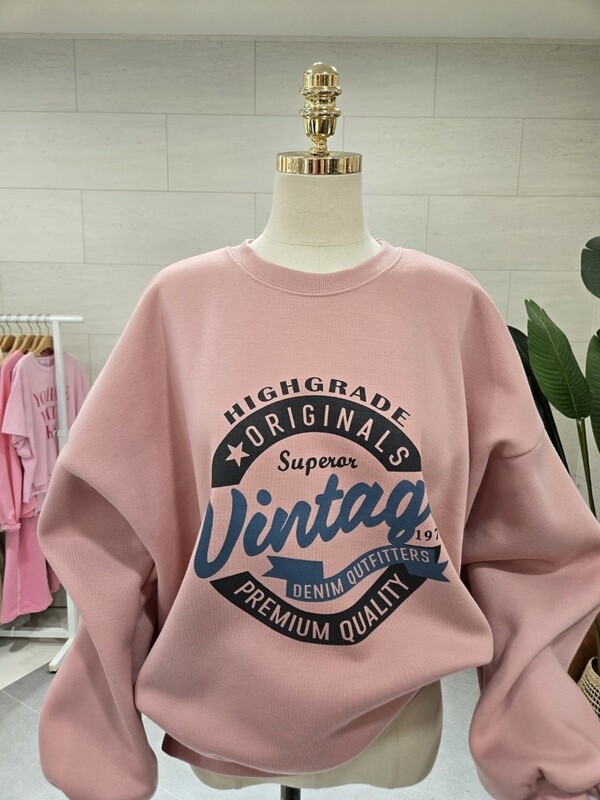 HIGHGRADE
ORIGINALS
Superor
Vintag
197
DENIM OUTFITTERS
PREMIUM QUALITY